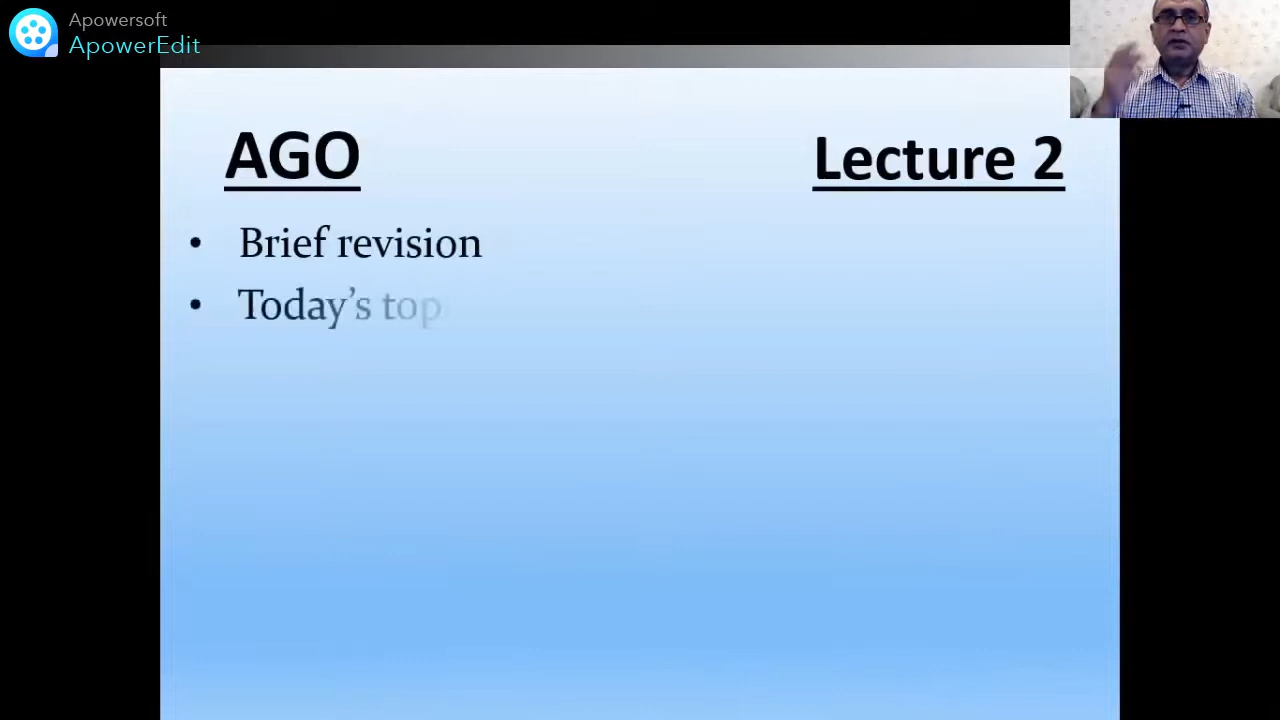 Apowersoft
ApowerEdit
AGO
Lecture 2
• Brief revision
• Today's top